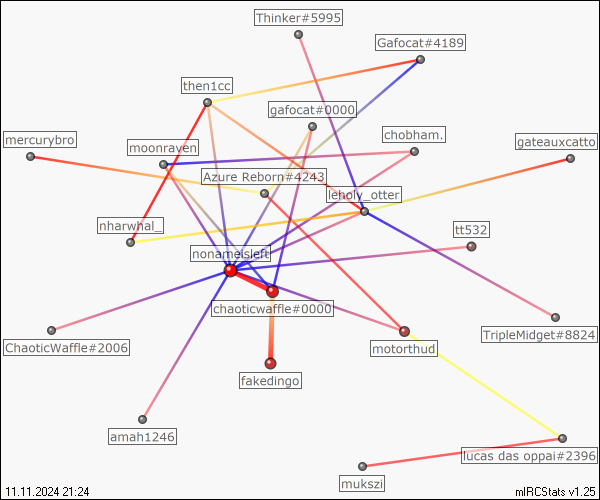 Thinker#5995
Gafocat#4189
then1cc
gafocat#0000
chobham.
mercurybro
moonraven
gateauxcatto
Azure Reborn#4243
leholy_otter
nharwhal_
tt532
nonameisleft
chaoticwaffle#0000
ChaoticWaffle#2006
TripleMidget#8824
motorthud
fakedingo
amah1246
lucas das oppai#2396
mukszi
11.11.2024 21:24
mIRCStats v1.25